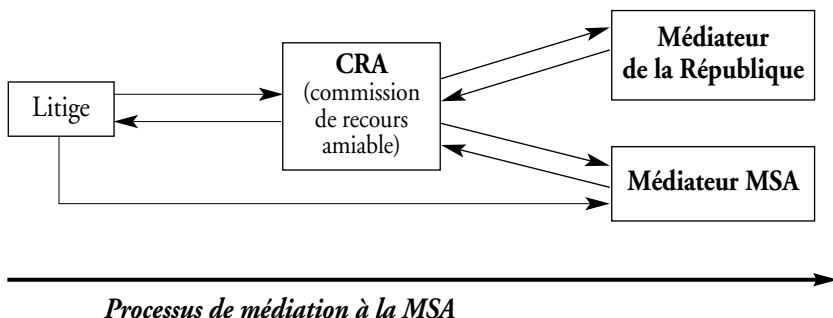 Litige
CRA
(commission
de recours
amiable)
Médiateur
de la République
Médiateur MSA
Processus de médiation à la MSA